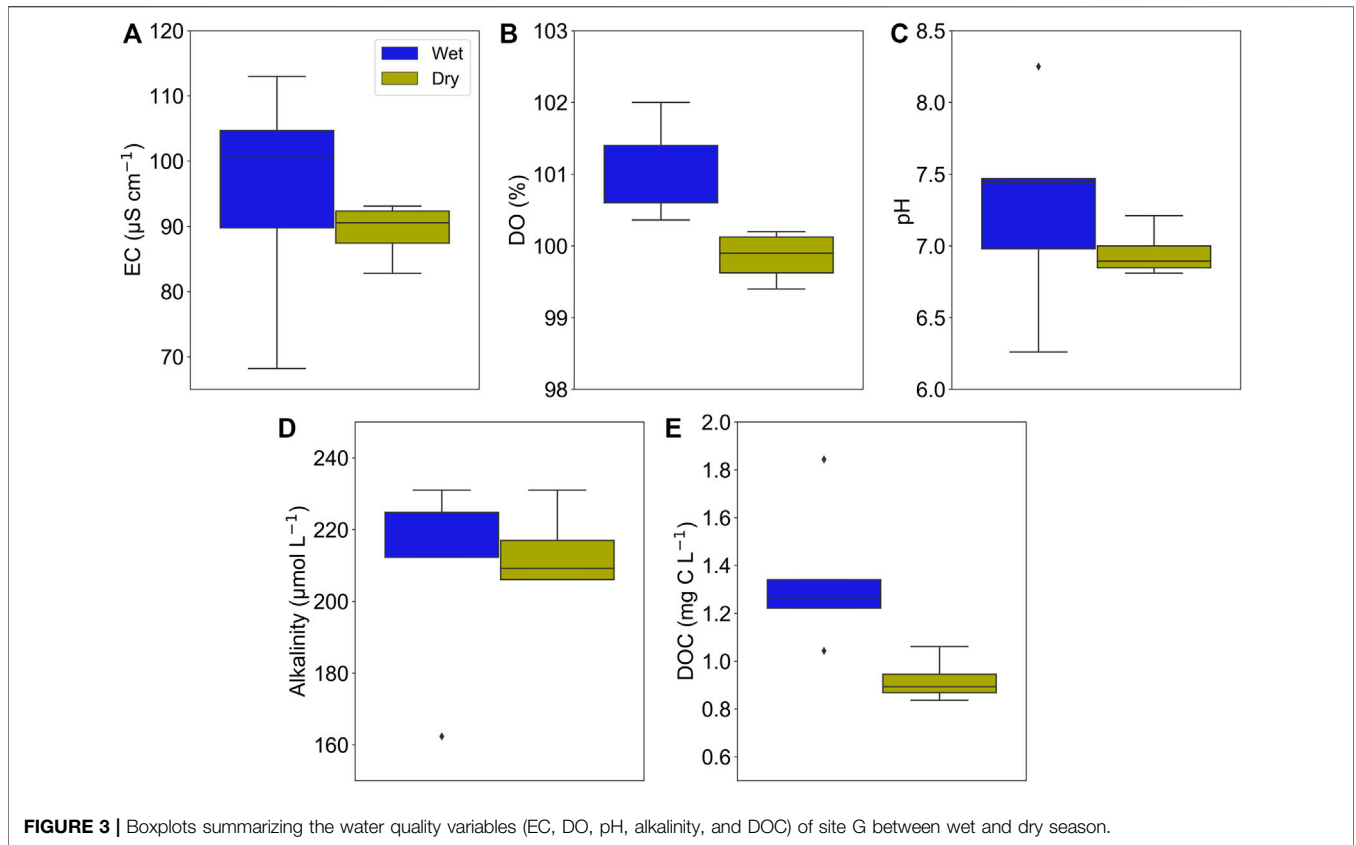 A
EC (µS cm⁻¹)
120
110
100
90
80
70
Wet
Dry
B
DO (%)
103
102
101
100
99
98
C
pH
8.5
8.0
7.5
7.0
6.5
6.0
D
Alkalinity (µmol L⁻¹)
240
220
200
180
160
E
DOC (mg C L⁻¹)
2.0
1.8
1.6
1.4
1.2
1.0
0.8
0.6
FIGURE 3 | Boxplots summarizing the water quality variables (EC, DO, pH, alkalinity, and DOC) of site G between wet and dry season.